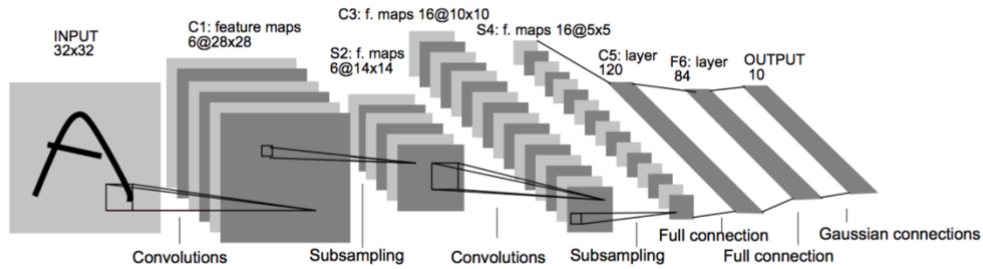 INPUT
32x32
C1: feature maps
6@28x28
S2: f. maps
6@14x14
C3: f. maps 16@10x10
S4: f. maps 16@5x5
C5: layer
120
F6: layer
84
OUTPUT
10
Convolutions
Subsampling
Convolutions
Subsampling
Full connection
Full connection
Gaussian connections
A